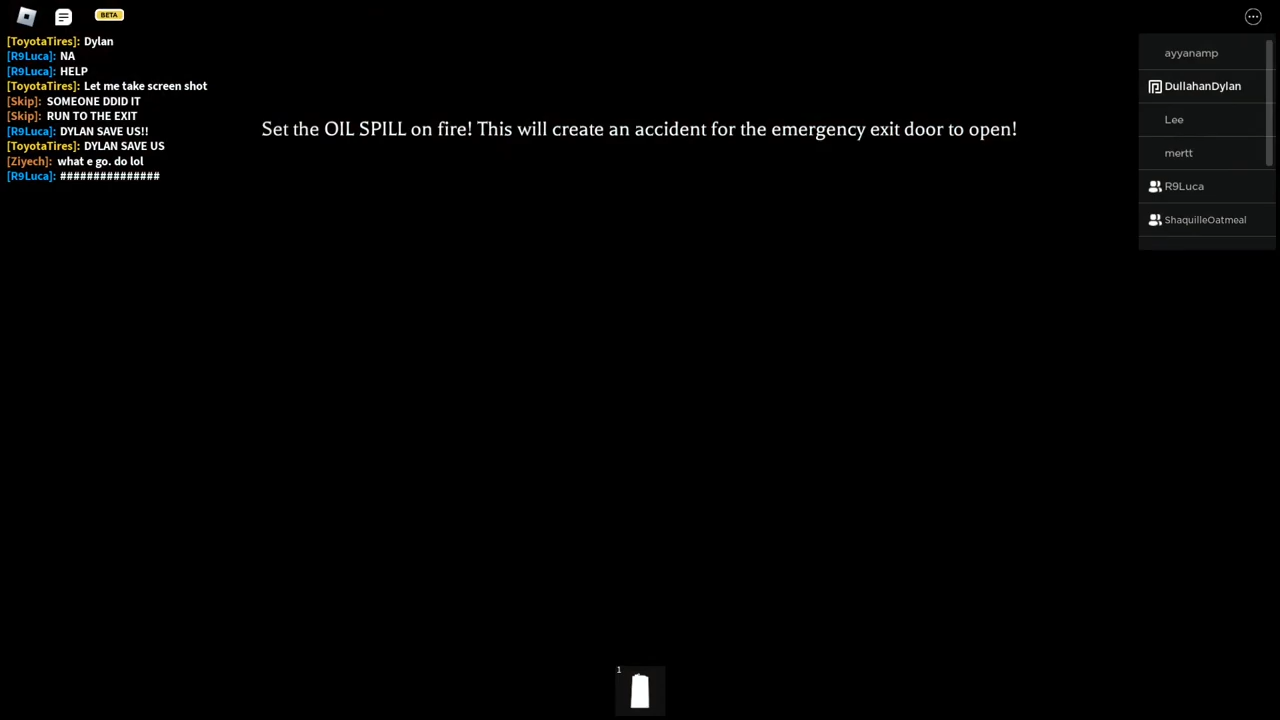 BETA
[ToyotaTires]: Dylan
[R9Luca]: NA
[R9Luca]: HELP
[ToyotaTires]: Let me take screen shot
[Skip]: SOMEONE DDID IT
[Skip]: RUN TO THE EXIT
[R9Luca]: DYLAN SAVE US!!
[ToyotaTires]: DYLAN SAVE US
[Ziyech]: what e go. do lol
[R9Luca]: ###############
Set the OIL SPILL on fire! This will create an accident for the emergency exit door to open!
ayyanamp
DullahanDylan
Lee
mertt
R9Luca
ShaquilleOatmeal
1